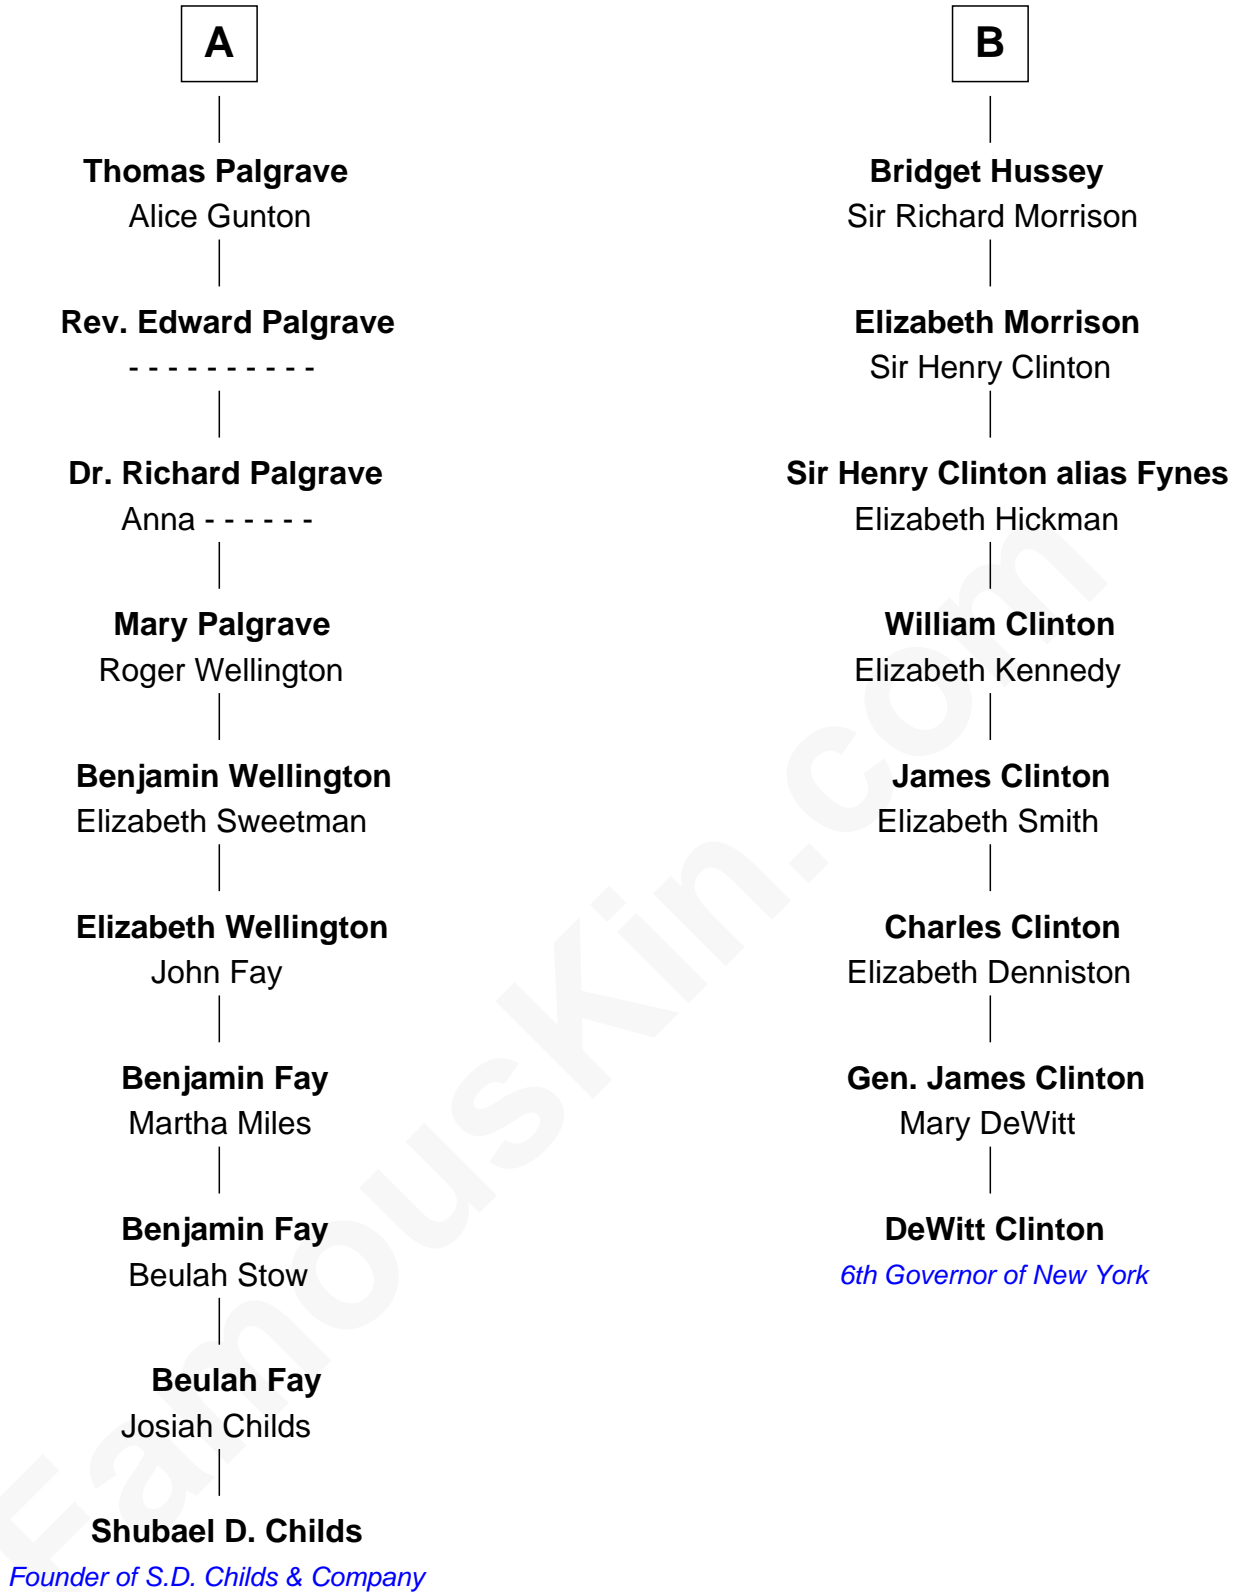 A
Thomas Palgrave
Alice Gunton
Rev. Edward Palgrave
- - - - - - - - - -
Dr. Richard Palgrave
Anna - - - - - -
Mary Palgrave
Roger Wellington
Benjamin Wellington
Elizabeth Sweetman
Elizabeth Wellington
John Fay
Benjamin Fay
Martha Miles
Benjamin Fay
Beulah Stow
Beulah Fay
Josiah Childs
Shubael D. Childs
Founder of S.D. Childs & Company
B
Bridget Hussey
Sir Richard Morrison
Elizabeth Morrison
Sir Henry Clinton
Sir Henry Clinton alias Fynes
Elizabeth Hickman
William Clinton
Elizabeth Kennedy
James Clinton
Elizabeth Smith
Charles Clinton
Elizabeth Denniston
Gen. James Clinton
Mary DeWitt
DeWitt Clinton
6th Governor of New York
FamousKin.com